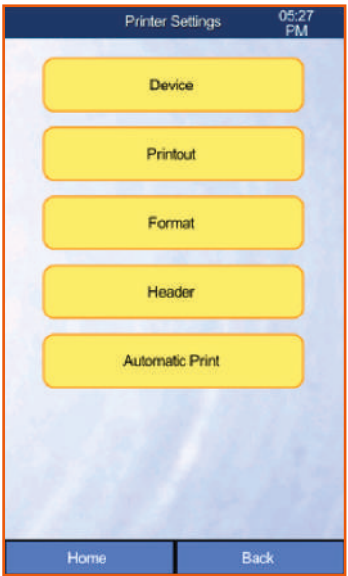 Printer Settings
05:27
PM
Device
Printout
Format
Header
Automatic Print
Home
Back